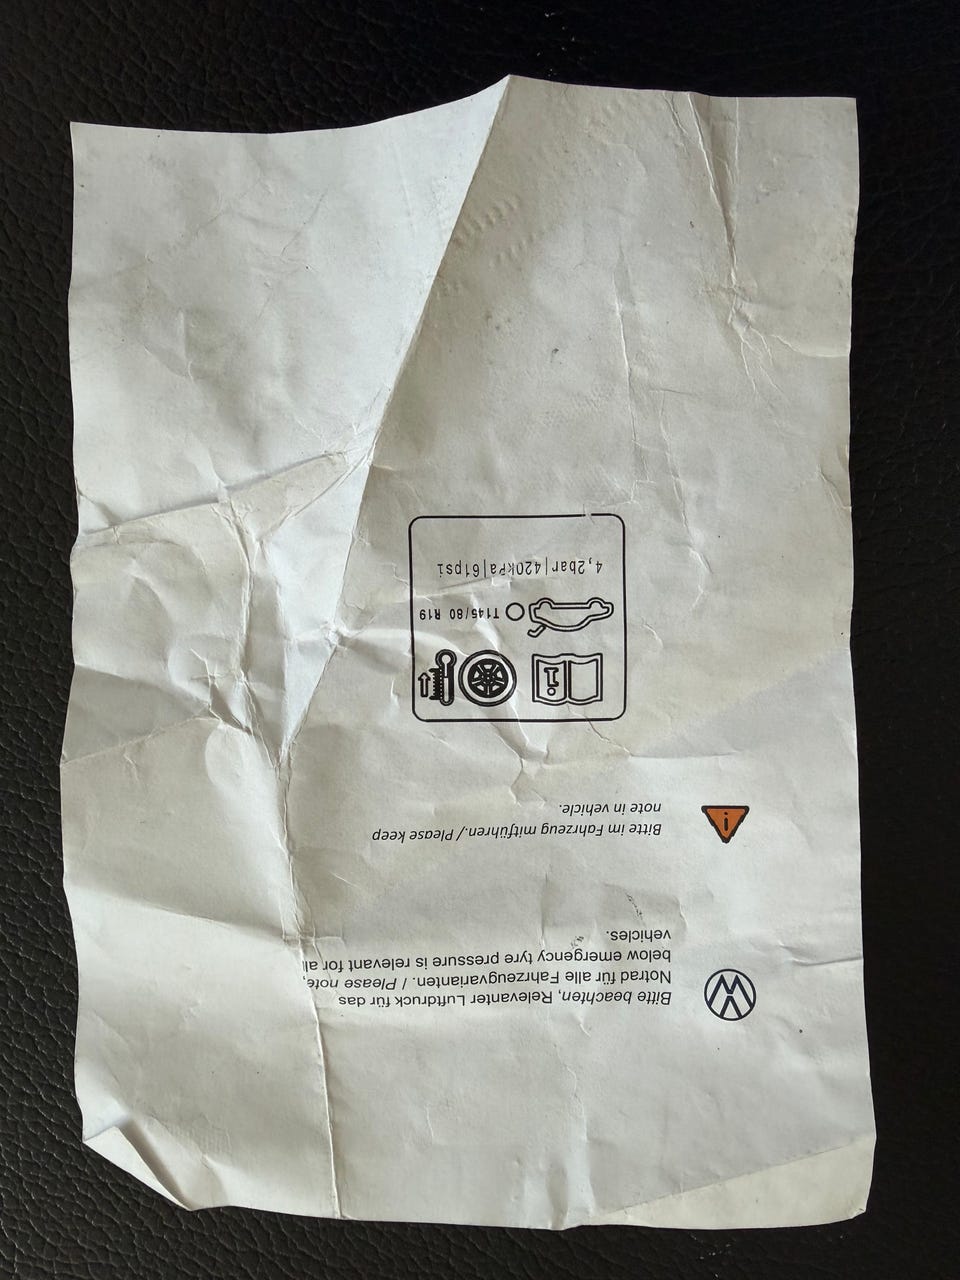 Bitte beachten, Relevanter Luftdruck für das
Notrad für alle Fahrzeugvarianten. / Please note,
below emergency tyre pressure is relevant for all
vehicles.
Bitte im Fahrzeug mitführen./ Please keep
note in vehicle.
T145/80 R19
4,2bar|420kPa|61psi